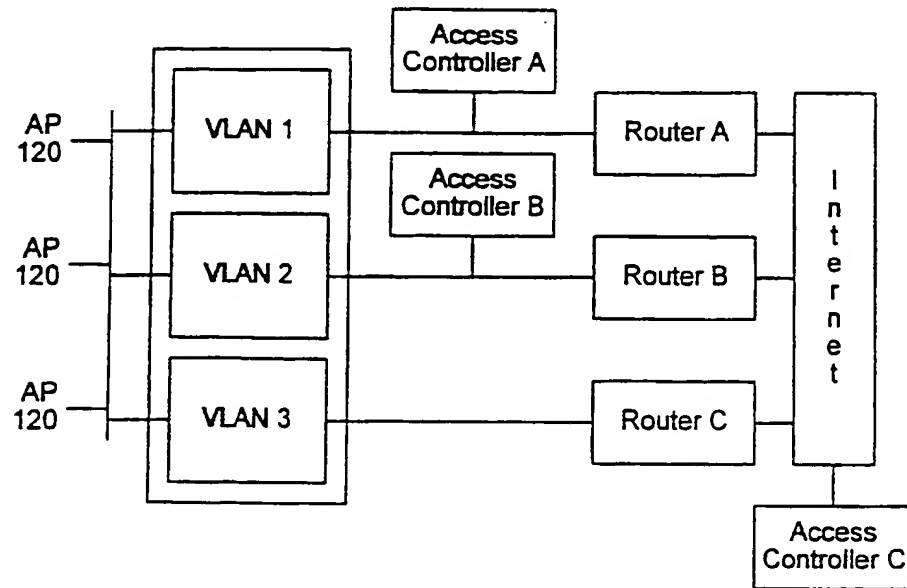 Access
Controller A
AP
120
VLAN 1
Router A
Access
Controller B
AP
120
VLAN 2
Router B
Internet
AP
120
VLAN 3
Router C
Access
Controller C